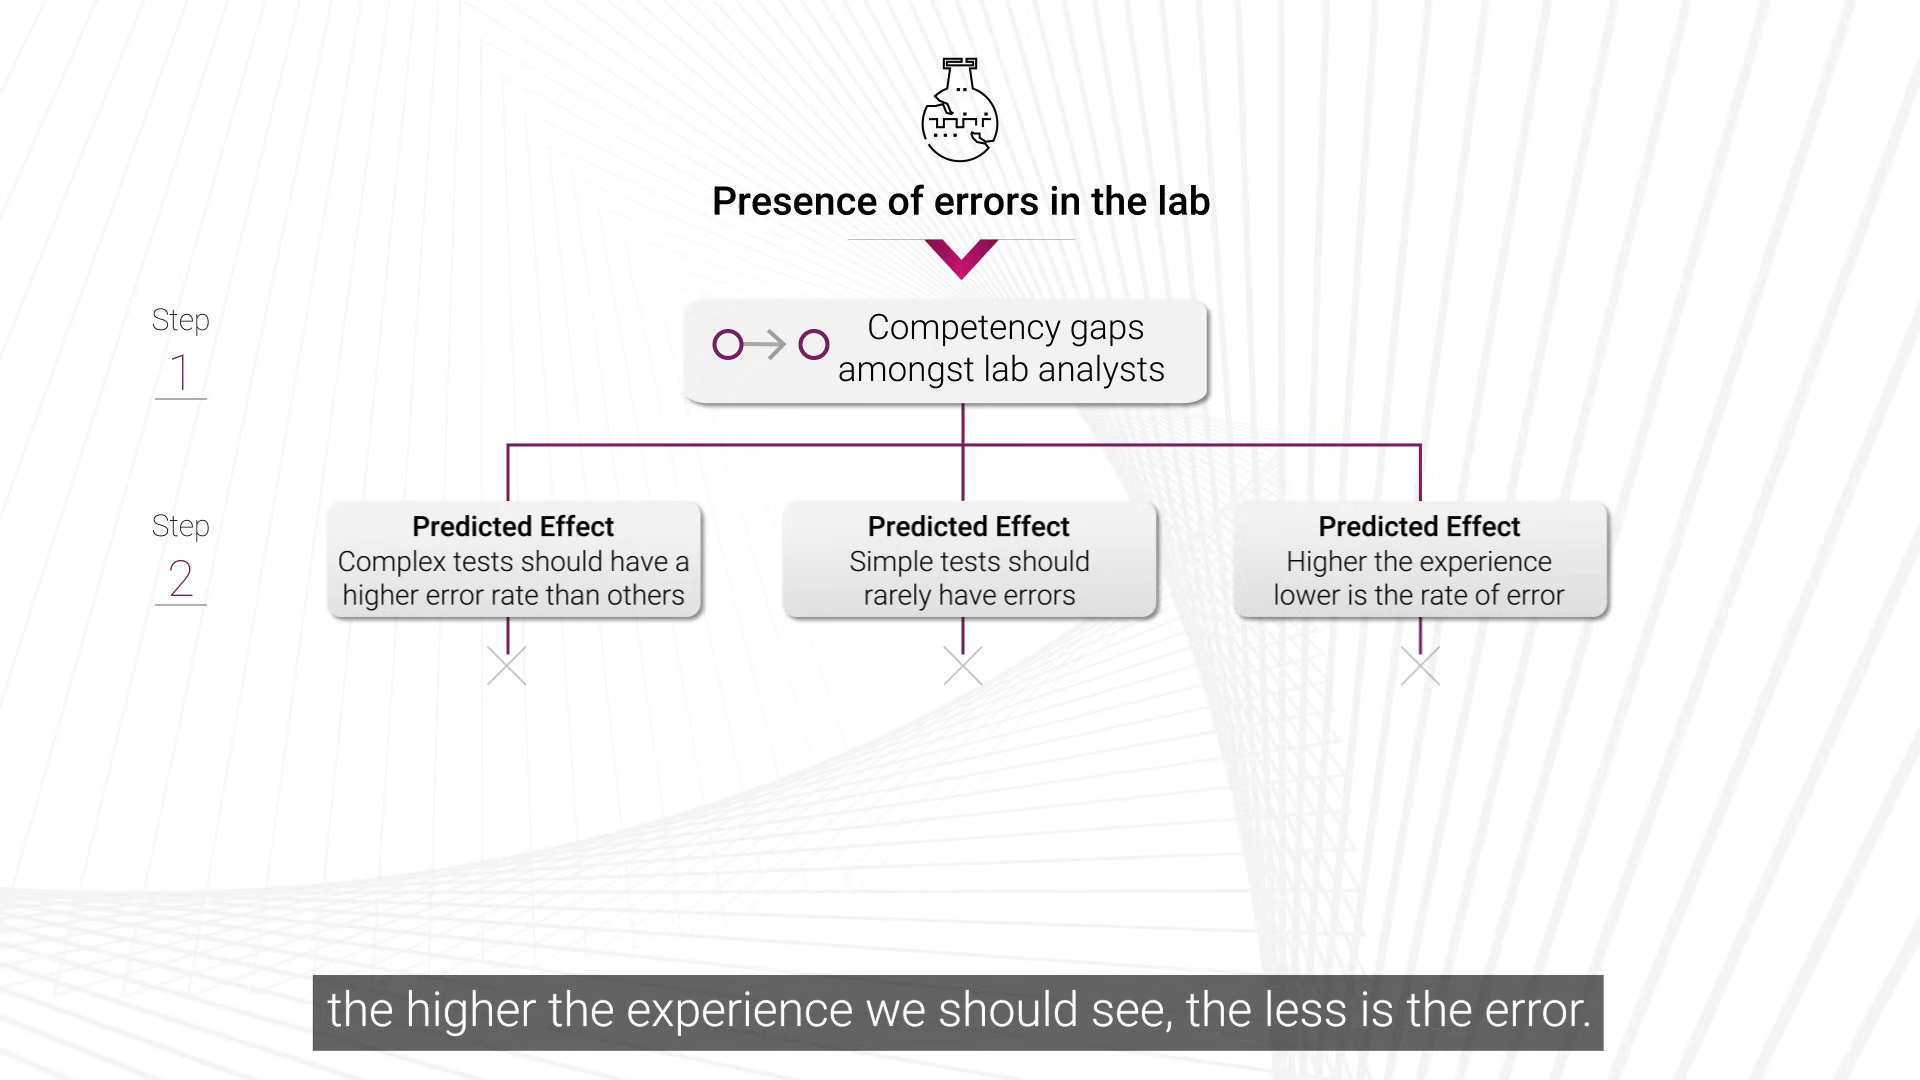 Presence of errors in the lab
Step
1
Competency gaps
amongst lab analysts
Step
2
Predicted Effect
Complex tests should have a
higher error rate than others
Predicted Effect
Simple tests should
rarely have errors
Predicted Effect
Higher the experience
lower is the rate of error
the higher the experience we should see, the less is the error.